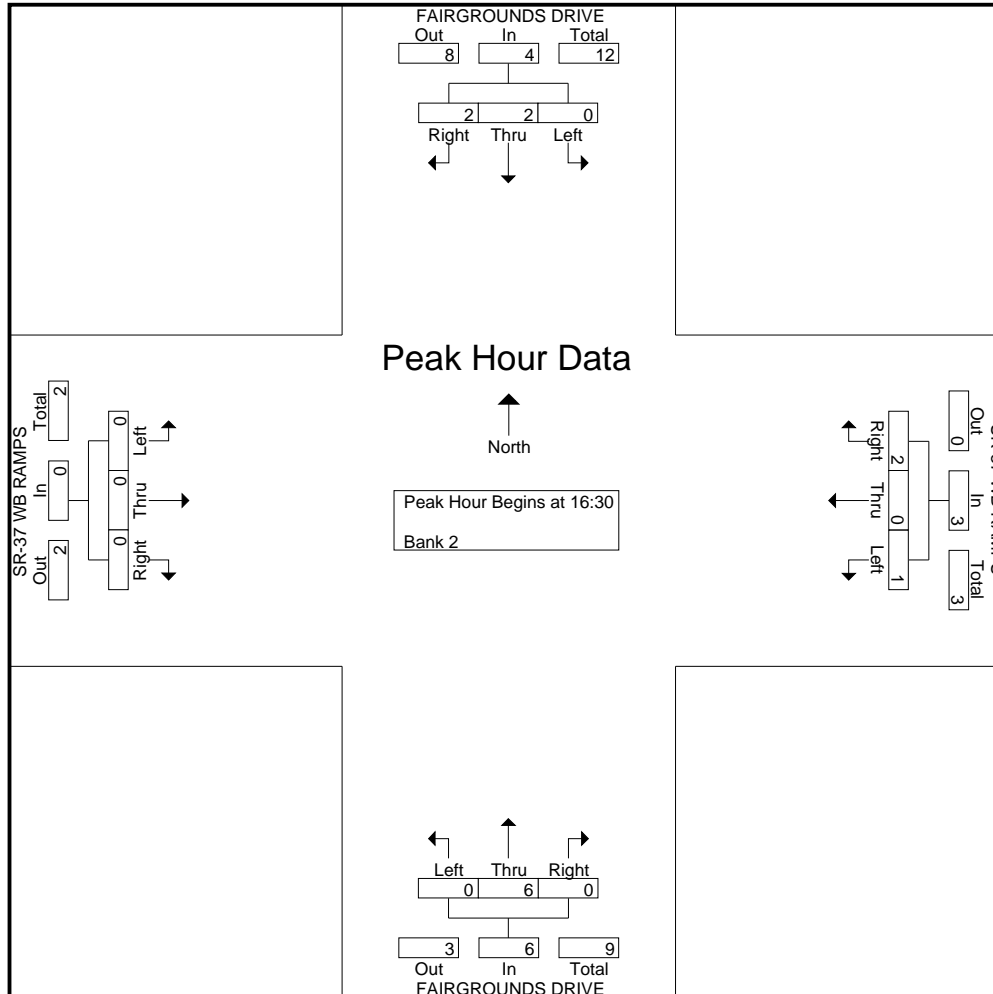 FAIRGROUNDS DRIVE
Out In Total
8 4 12
2 2 0
Right Thru Left
Peak Hour Data
North
Peak Hour Begins at 16:30
Bank 2
SR-37 WB RAMPS
Total In Out
2 0 2
0 0 0
Left Thru Right
Out In Total
0 3 3
Right Thru Left
2 0 1
Left Thru Right
0 6 0
3 6 9
Out In Total
FAIRGROUNDS DRIVE